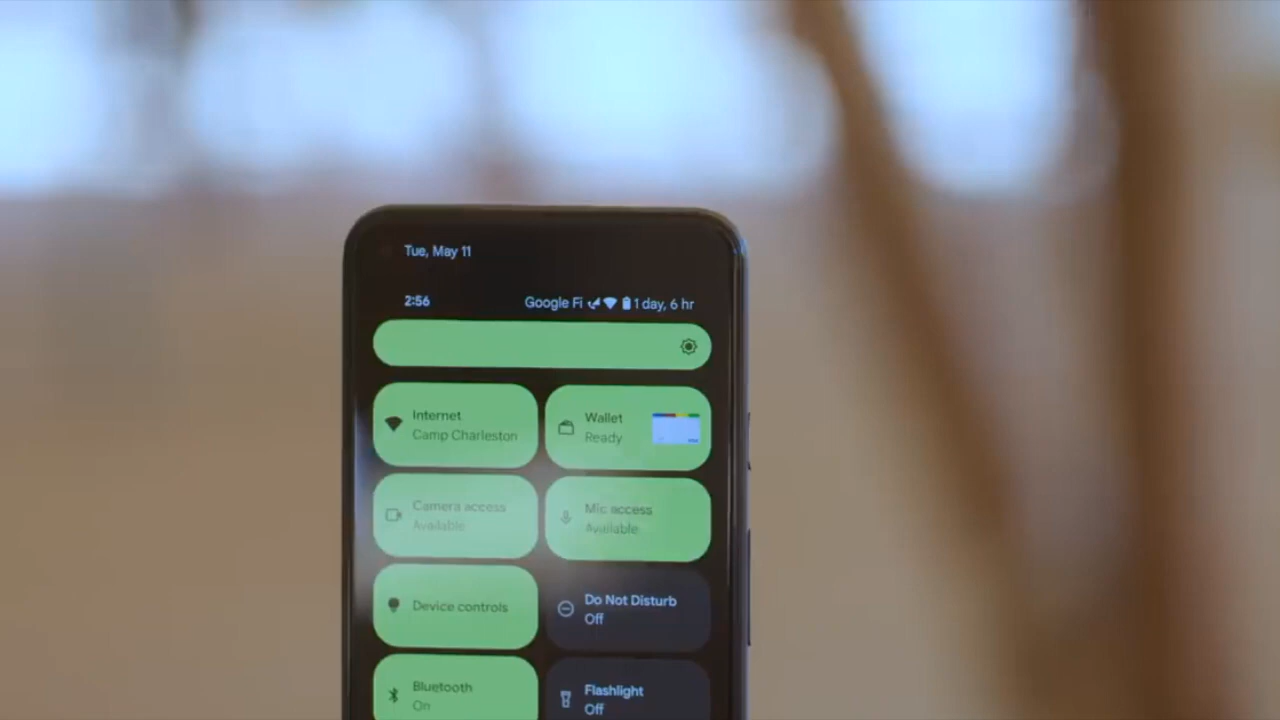 Tue, May 11
2:56
Google Fi 1 day, 6 hr
Internet
Camp Charleston
Wallet
Ready
Camera access
Available
Mic access
Available
Device controls
Do Not Disturb
Off
Bluetooth
On
Flashlight
Off